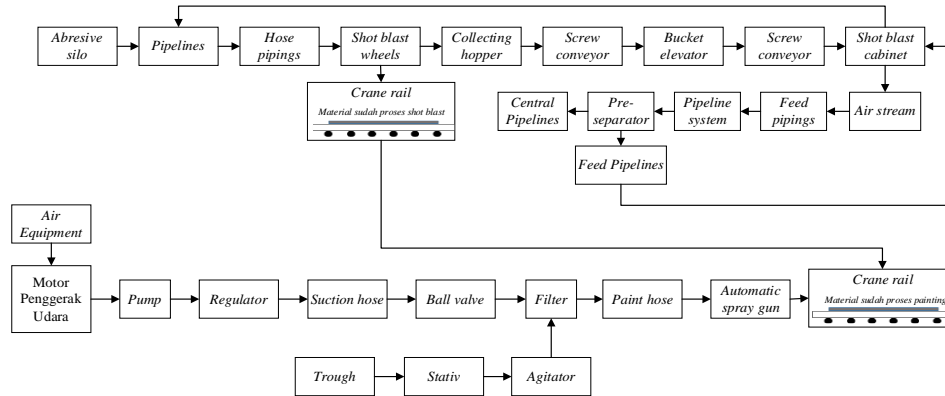 Abresive
silo
Pipelines
Hose
pipings
Shot blast
wheels
Collecting
hopper
Screw
conveyor
Bucket
elevator
Screw
conveyor
Shot blast
cabinet
Crane rail
Material sudah proses shot blast
Central
Pipelines
Pre-
separator
Pipeline
system
Feed
pipings
Air stream
Feed Pipelines
Air
Equipment
Motor
Penggerak
Udara
Pump
Regulator
Suction hose
Ball valve
Filter
Paint hose
Automatic
spray gun
Crane rail
Material sudah proses painting
Trough
Stativ
Agitator